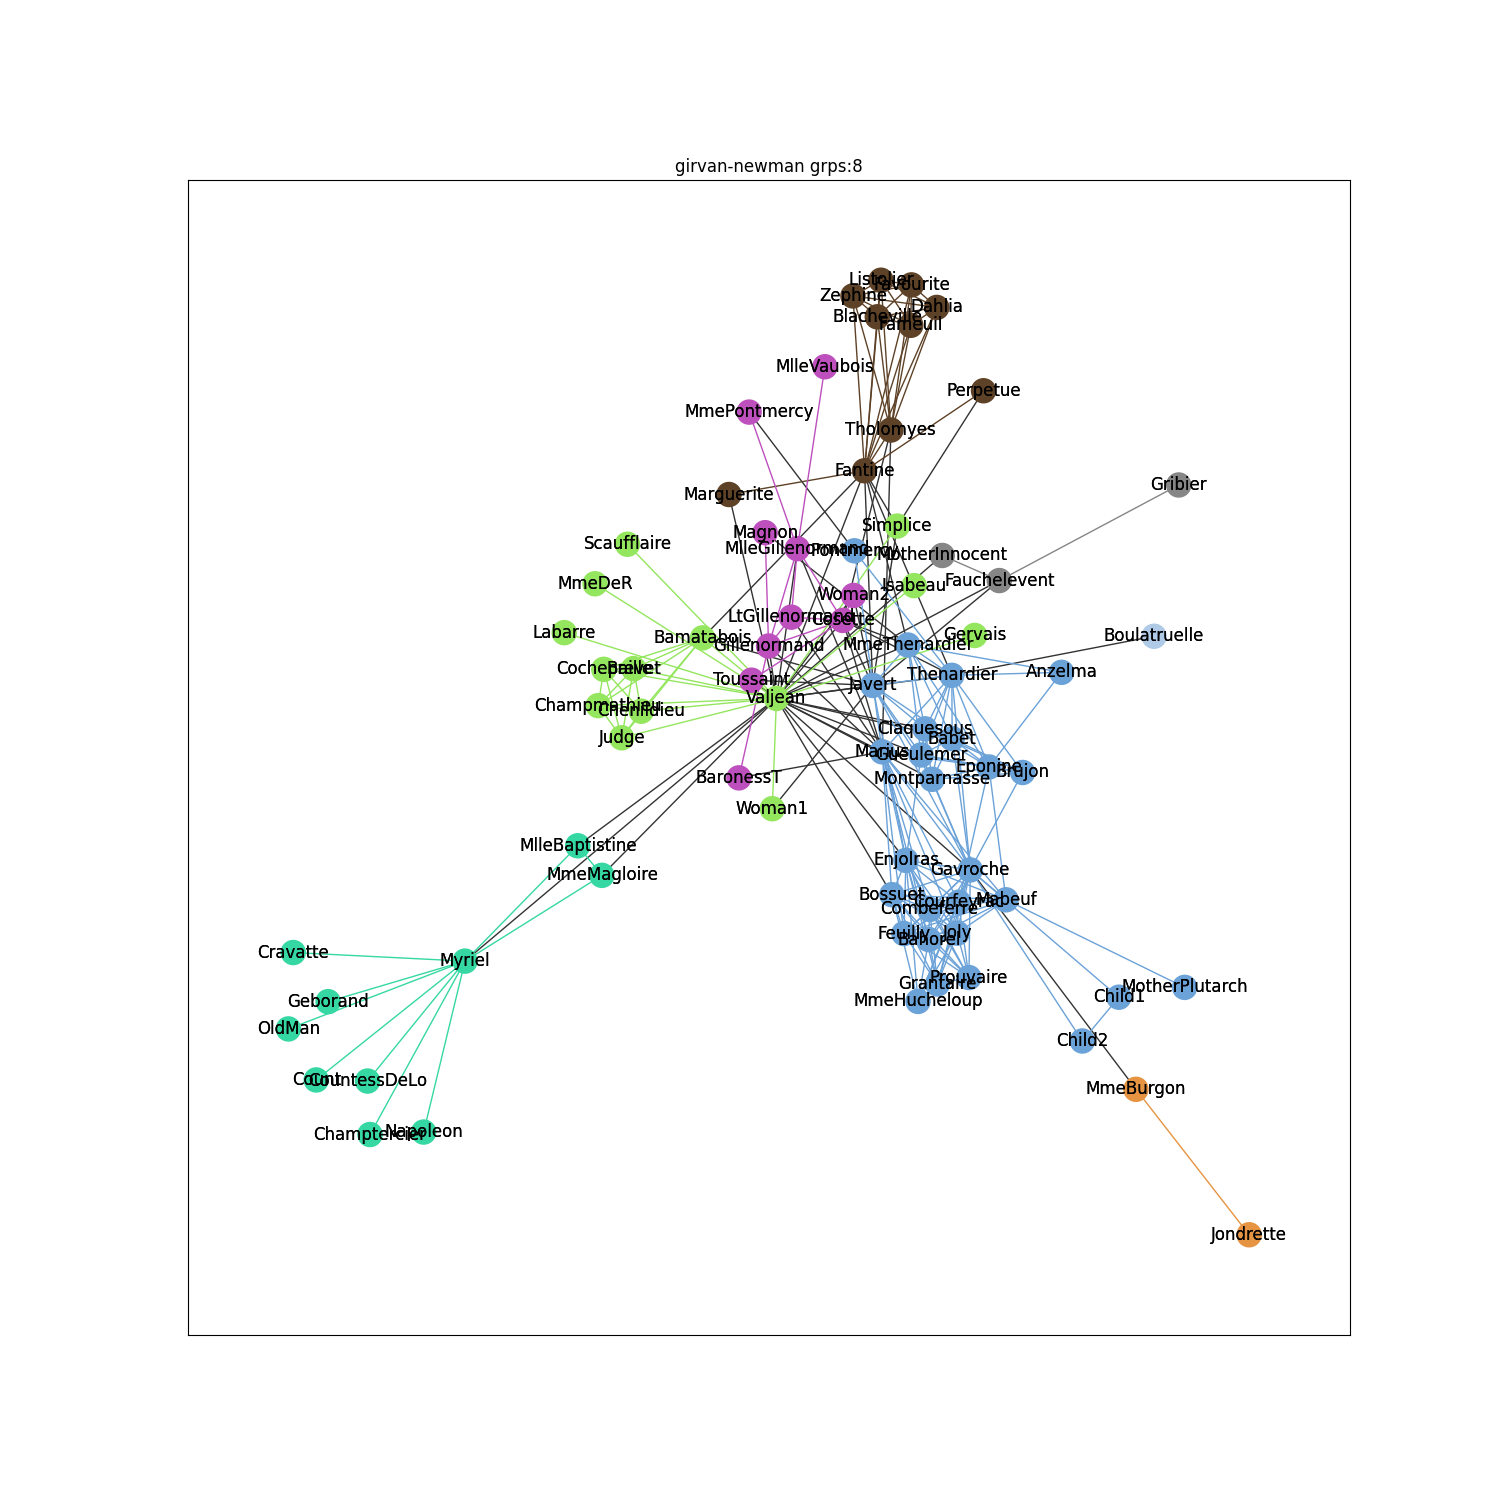 girvan-newman grps:8
Listolier
Favourite
Zephine
Dahlia
Blacheville
Fameuil
MlleVaubois
Perpetue
MmePontmercy
Tholomyes
Fantine
Gribier
Marguerite
Simplice
Magnon
Scaufflaire
MlleGillenormand
Pontmercy
MotherInnocent
Fauchelevent
MmeDeR
Isabeau
Woman2
LtGillenormand
Cosette
Labarre
Bamatabois
Gervais
Boulatruelle
Gillenormand
MmeThenardier
Cochepaille
Brevet
Anzelma
Thenardier
Toussaint
Javert
Valjean
Champmathieu
Chenildieu
Claquesous
Judge
Babet
Marius
Gueulemer
Eponine
Brujon
BaronessT
Montparnasse
Woman1
MlleBaptistine
Enjolras
Gavroche
MmeMagloire
Bossuet
Courfeyrac
Mabeuf
Combeferre
Feuilly
Joly
Bahorel
Cravatte
Myriel
Prouvaire
Grantaire
MotherPlutarch
Child1
Geborand
MmeHucheloup
OldMan
Child2
Count
CountessDeLo
MmeBurgon
Champtercier
Napoleon
Jondrette